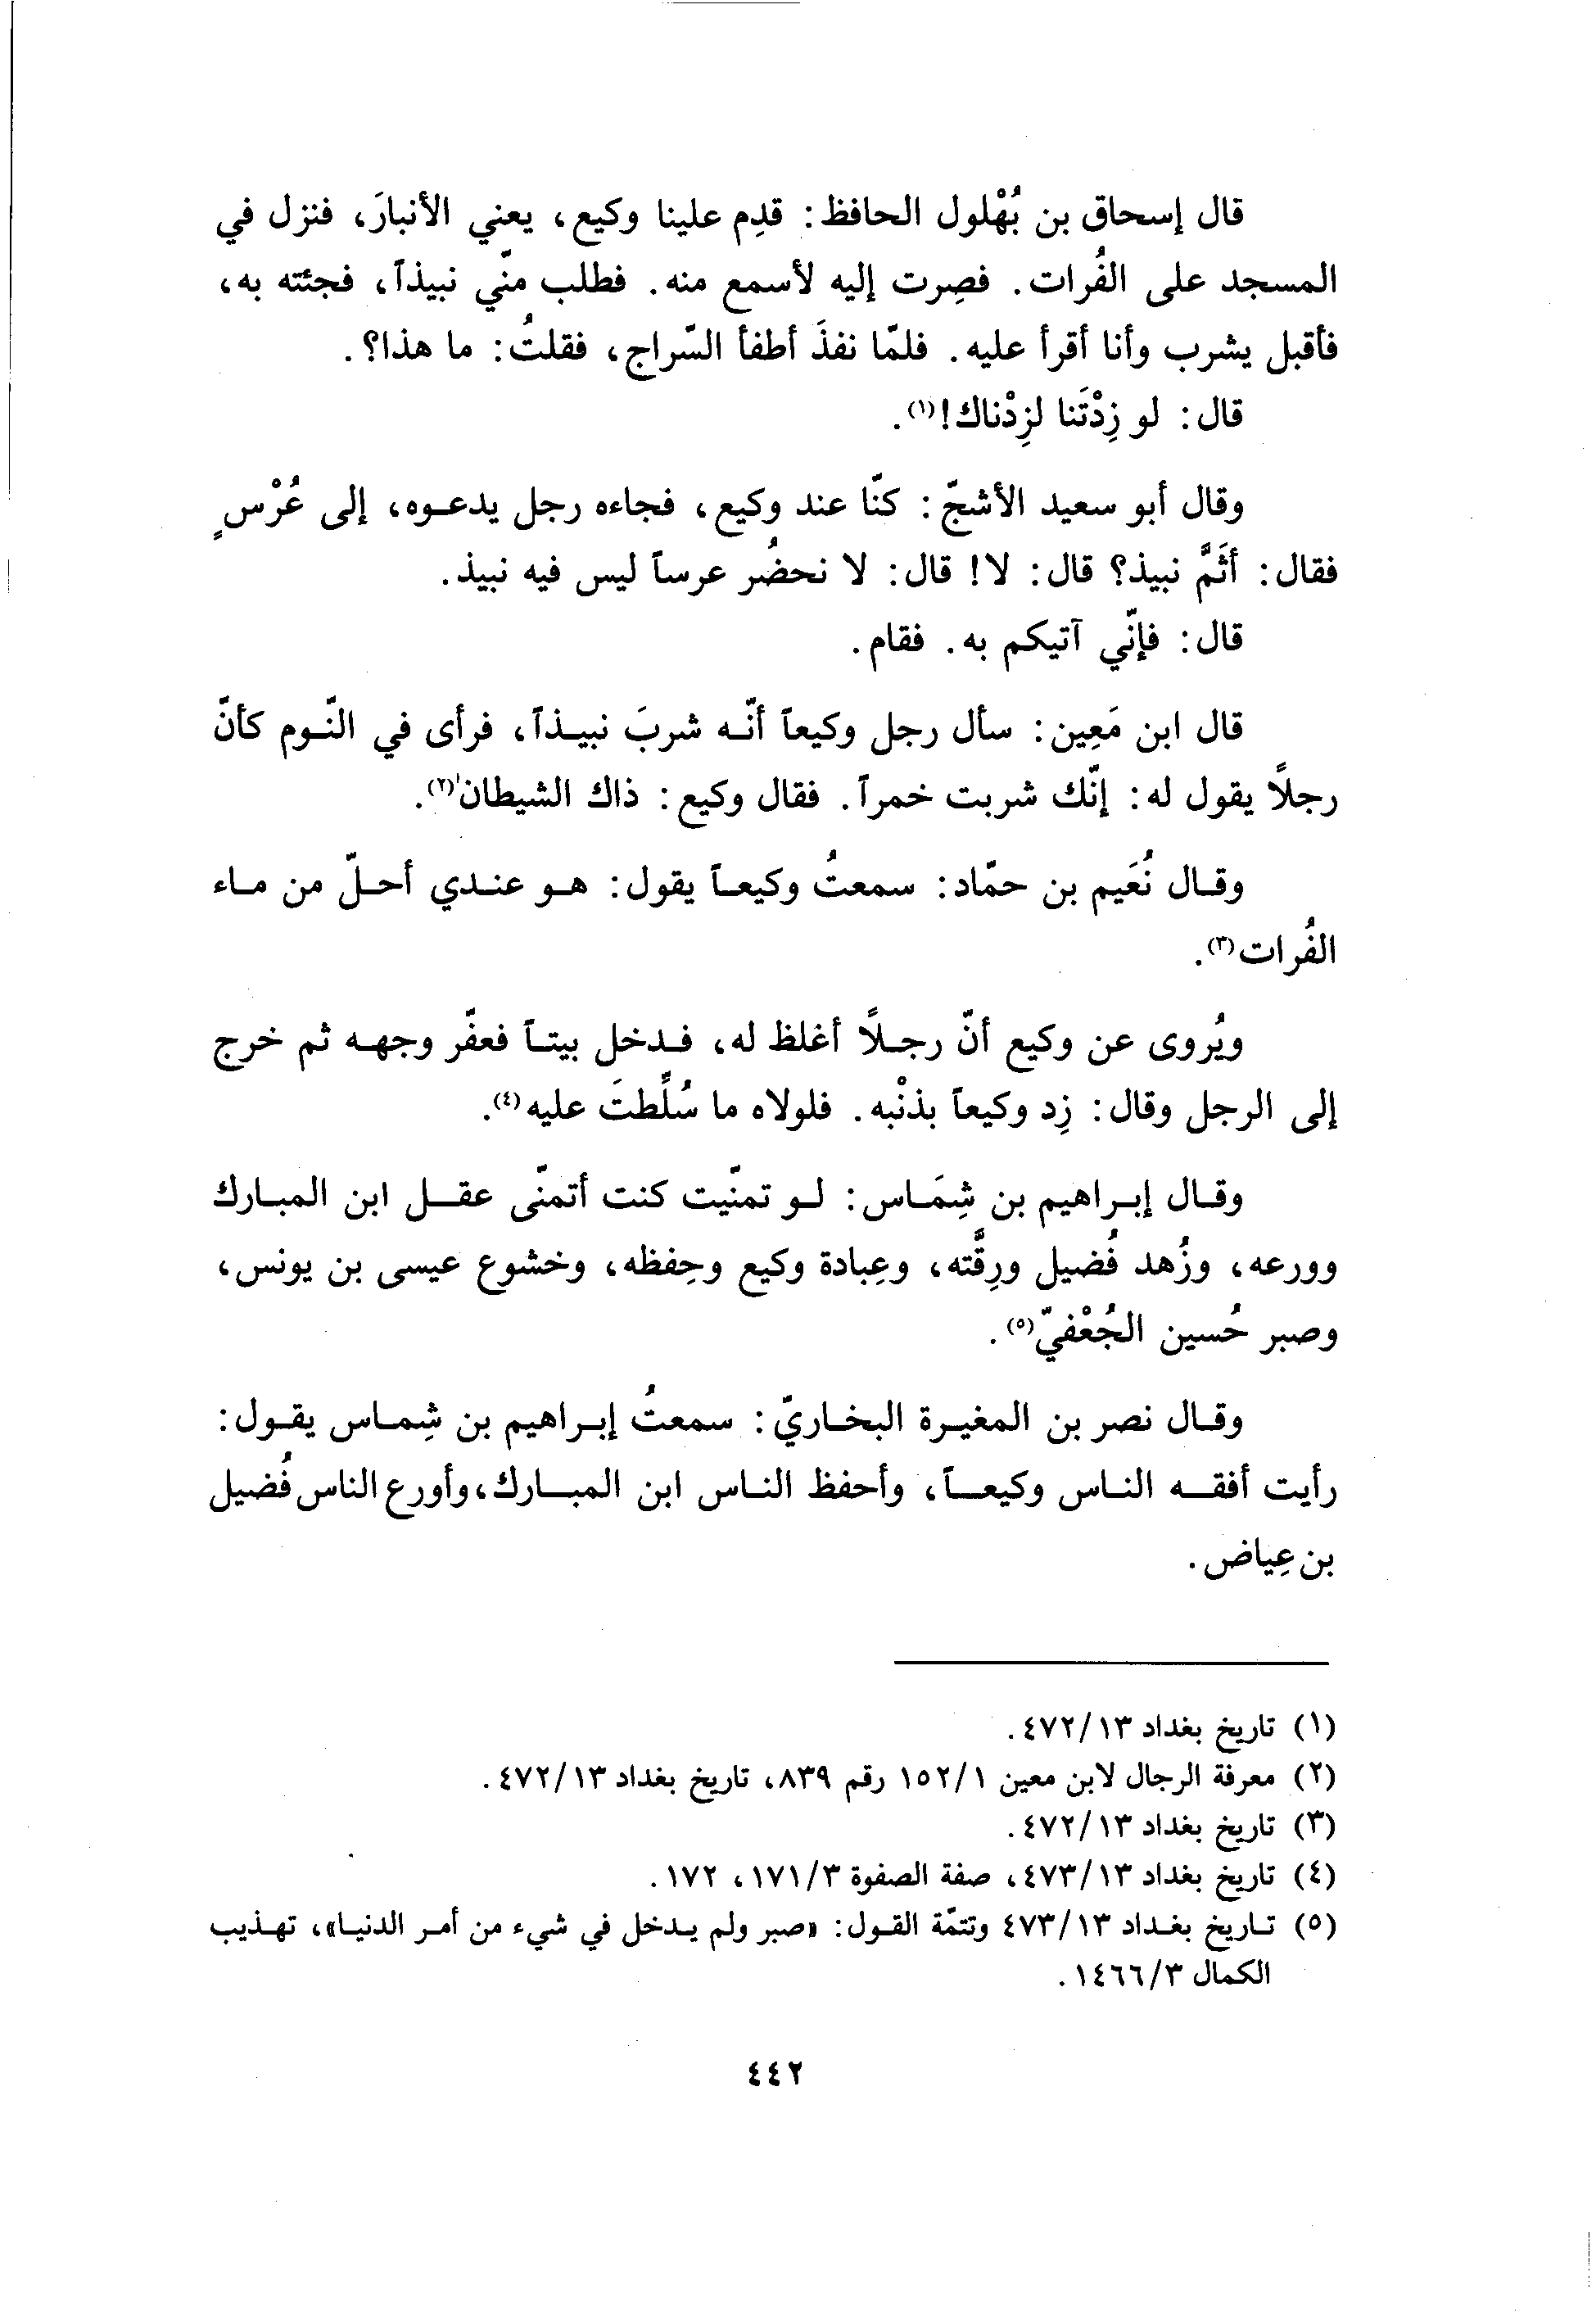 قال إسحاق بن بُهْلول الحافظ: قدِم علينا وكيع، يعني الأنبارَ، فنزل في
المسجد على الفُرات. فصِرت إليه لأسمع منه. فطلب منّي نبيذاً، فجئته به،
فأقبل يشرب وأنا أقرأ عليه. فلمّا نفذَ أطفأ السّراج، فقلتُ: ما هذا؟.
قال: لو زِدْتَنا لزِدْناك!(١).
وقال أبو سعيد الأشجّ: كنّا عند وكيع، فجاءه رجل يدعوه، إلى عُرْسٍ
فقال: أَثَمَّ نبيذ؟ قال: لا! قال: لا نحضُر عرساً ليس فيه نبيذ.
قال: فإنّي آتيكم به. فقام.
قال ابن مَعِين: سأل رجل وكيعاً أنّه شربَ نبيذاً، فرأى في النّوم كأنّ
رجلاً يقول له: إنّك شربت خمراً. فقال وكيع: ذاك الشيطان(٢).
وقال نُعَيم بن حمّاد: سمعتُ وكيعاً يقول: هو عندي أحلّ من ماء
الفُرات(٣).
ويُروى عن وكيع أنّ رجلاً أغلظ له، فدخل بيتاً فعفّر وجهه ثم خرج
إلى الرجل وقال: زِد وكيعاً بذنْبه. فلولاه ما سُلِّطتَ عليه(٤).
وقال إبراهيم بن شِمَاس: لو تمنّيت كنت أتمنّى عقل ابن المبارك
وورعه، وزُهد فُضيل ورِقَّته، وعِبادة وكيع وحِفظه، وخشوع عيسى بن يونس،
وصبر حُسين الجُعْفيّ(٥).
وقال نصر بن المغيرة البخاريّ: سمعتُ إبراهيم بن شِماس يقول:
رأيت أفقه الناس وكيعاً، وأحفظ الناس ابن المبارك، وأورع الناس فُضيل
بن عِياض.
(١) تاريخ بغداد ٤٧٢/١٣.
(٢) معرفة الرجال لابن معين ١٥٢/١ رقم ٨٣٩، تاريخ بغداد ٤٧٢/١٣.
(٣) تاريخ بغداد ٤٧٢/١٣.
(٤) تاريخ بغداد ٤٧٣/١٣، صفة الصفوة ١٧١/٣، ١٧٢.
(٥) تاريخ بغداد ٤٧٣/١٣ وتتمّة القول: «صبر ولم يدخل في شيء من أمر الدنيا»، تهذيب
الكمال ١٤٦٦/٣.
٤٤٢